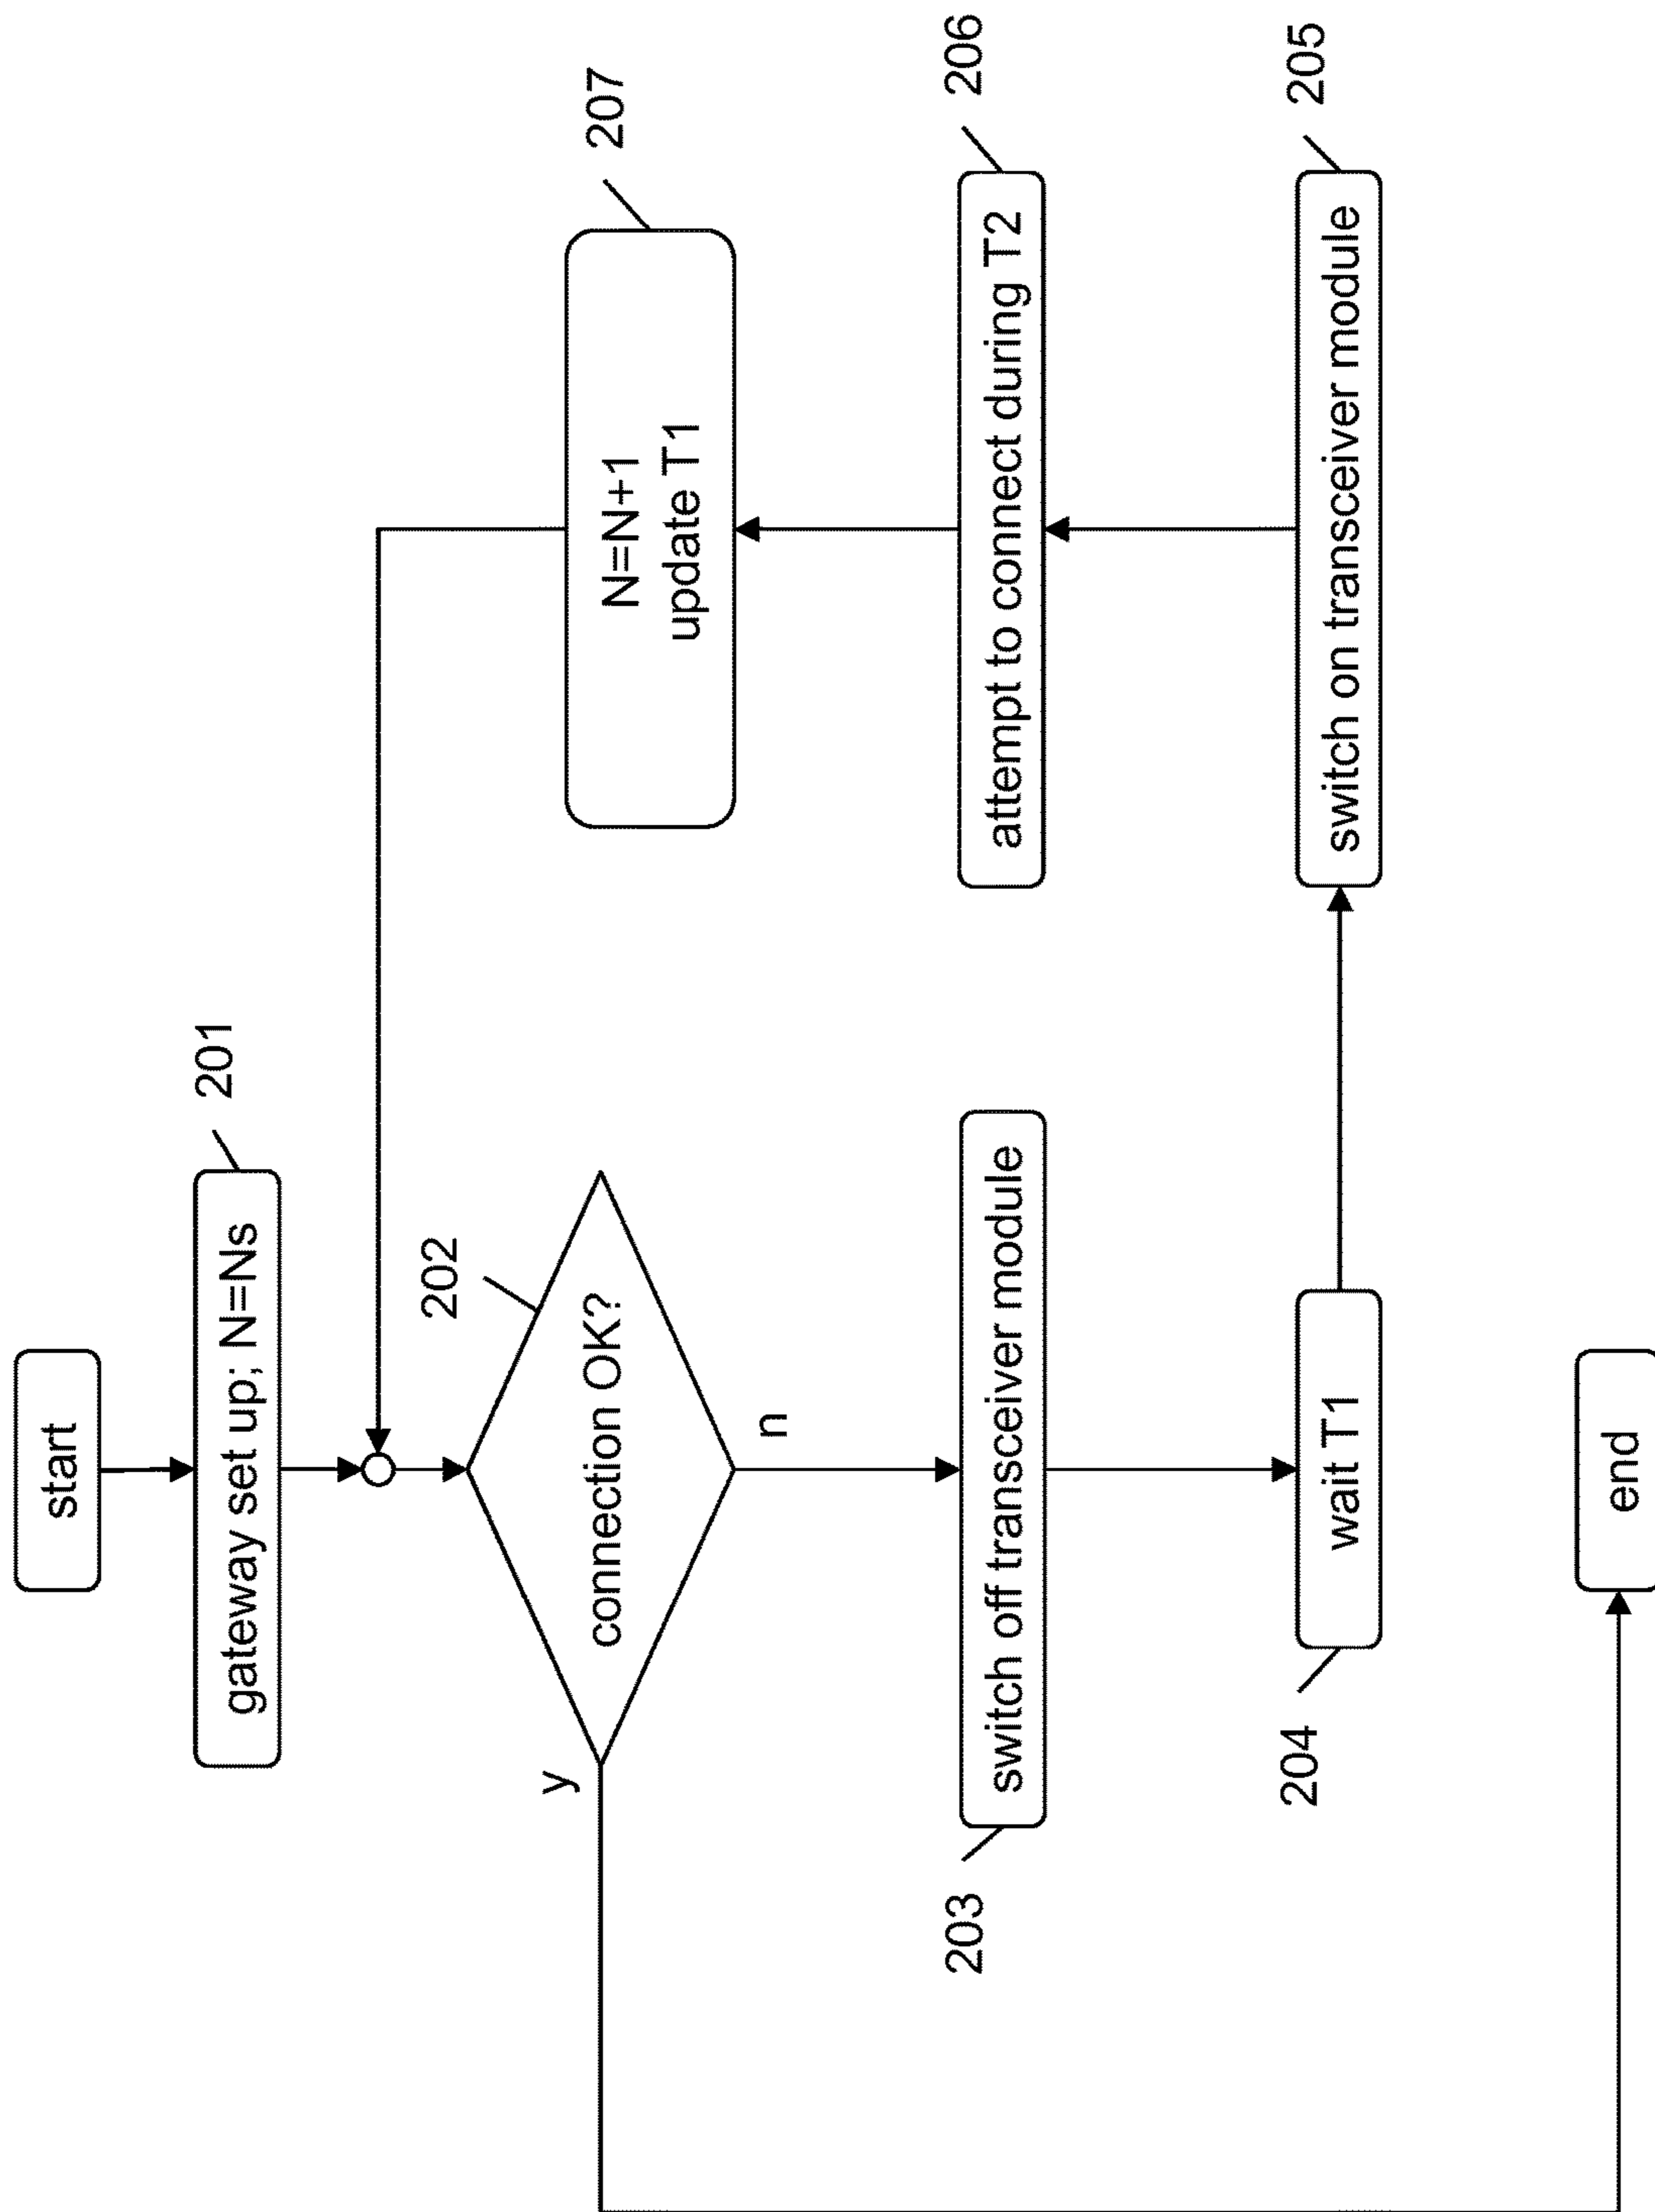 start
gateway set up; N=Ns
201
202
connection OK?
y
n
switch off transceiver module
203
wait T1
204
switch on transceiver module
205
attempt to connect during T2
206
N=N+1
update T1
207
end